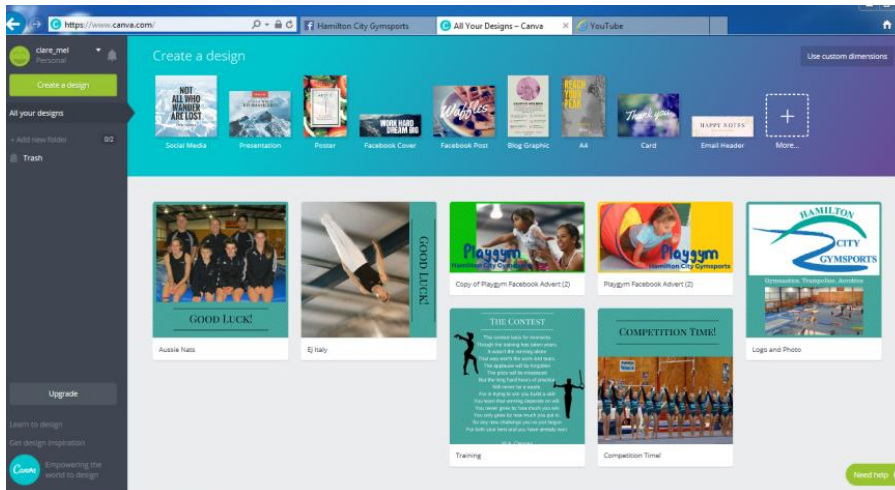 https://www.canva.com/
Hamilton City Gymsports
All Your Designs – Canva
YouTube
clare_mel
Personal
Create a design
All your designs
+ Add new folder
0/2
Trash
Upgrade
Learn to design
Get design inspiration
Canva
Empowering the
world to design
Create a design
Use custom dimensions
NOT
ALL WHO
WANDER
ARE LOST
WORK HARD
DREAM BIG
Waffles
REACH
YOUR
PEAK
Thank you
HAPPY NOTES
Social Media
Presentation
Poster
Facebook Cover
Facebook Post
Blog Graphic
A4
Card
Email Header
More...
GOOD LUCK!
Aussie Nats
GOOD LUCK!
EJ Italy
Playgym
Hamilton City Gymsports
Copy of Playgym Facebook Advert (2)
Playgym
Hamilton City Gymsports
Playgym Facebook Advert (2)
HAMILTON
CITY
GYMSPORTS
Gymnastics, Trampoline, Aerobics
Logo and Photo
THE CONTEST
Training
COMPETITION TIME!
Competition Time!
Need help